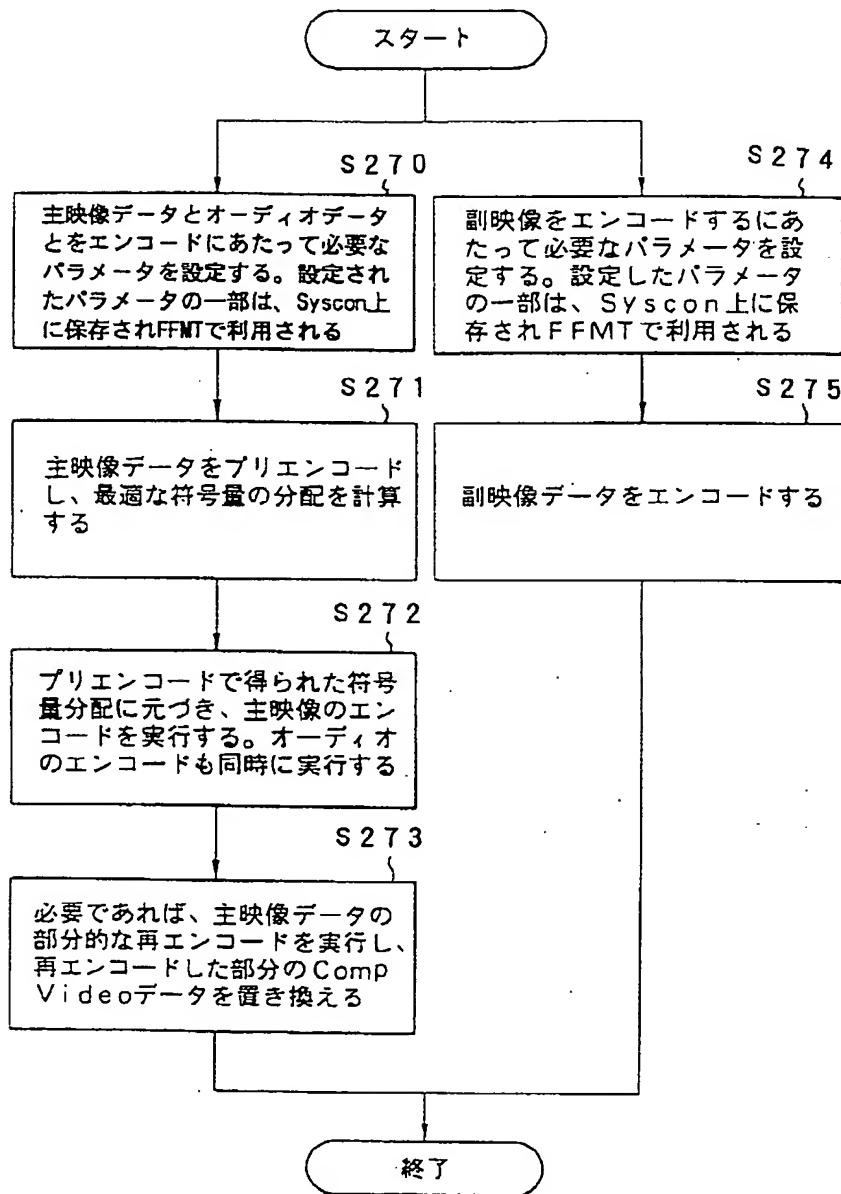 スタート
S270
主映像データとオーディオデータ
とをエンコードにあたって必要な
パラメータを設定する。設定され
たパラメータの一部は、Syscon上
に保存されFFMTで利用される
S274
副映像をエンコードするにあ
たって必要なパラメータを設
定する。設定したパラメータ
の一部は、Syscon上に保
存されFFMTで利用される
S271
主映像データをプリエンコード
し、最適な符号量の分配を計算
する
S275
副映像データをエンコードする
S272
プリエンコードで得られた符号
量分配に元づき、主映像のエン
コードを実行する。オーディオ
のエンコードも同時に実行する
S273
必要であれば、主映像データの
部分的な再エンコードを実行し、
再エンコードした部分のComp
Videoデータを置き換える
終了